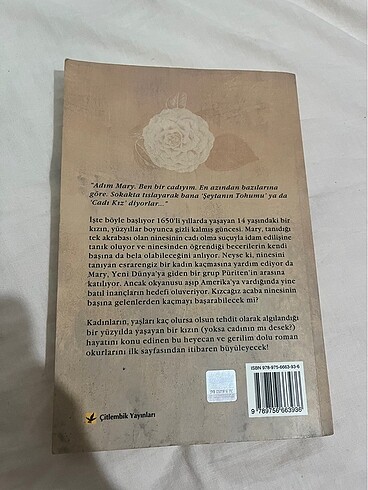 "Adım Mary. Ben bir cadıyım. En azından bazılarına
göre. Sokakta tıslayarak bana 'Şeytanın Tohumu' ya da
'Cadı Kız' diyorlar..."
İşte böyle başlıyor 1650'li yıllarda yaşayan 14 yaşındaki bir
kızın, yüzyıllar boyunca gizli kalmış güncesi. Mary, tanıdığı
tek akrabası olan ninesinin cadı olma suçuyla idam edilişine
tanık oluyor ve ninesinden öğrendiği becerilerin kendi
başına da bela olabileceğini anlıyor. Neyse ki, ninesini
tanıyan esrarengiz bir kadın kaçmasına yardım ediyor da
Mary, Yeni Dünya'ya giden bir grup Püriten'in arasına
katılıyor. Ancak okyanusu aşıp Amerika'ya vardığında yine
batıl inançların hedefi oluveriyor. Kızcağız acaba ninesinin
başına gelenlerden kaçmayı başarabilecek mi?
Kadınların, yaşları kaç olursa olsun tehdit olarak algılandığı
bir yüzyılda yaşayan bir kızın (yoksa cadının mı desek?)
hayatını konu edinen bu heyecan ve gerilim dolu roman
okurlarını ilk sayfasından itibaren büyüleyecek!
ISBN 978-975-6663-93-6
9 789756 663936
Çitlembik Yayınları